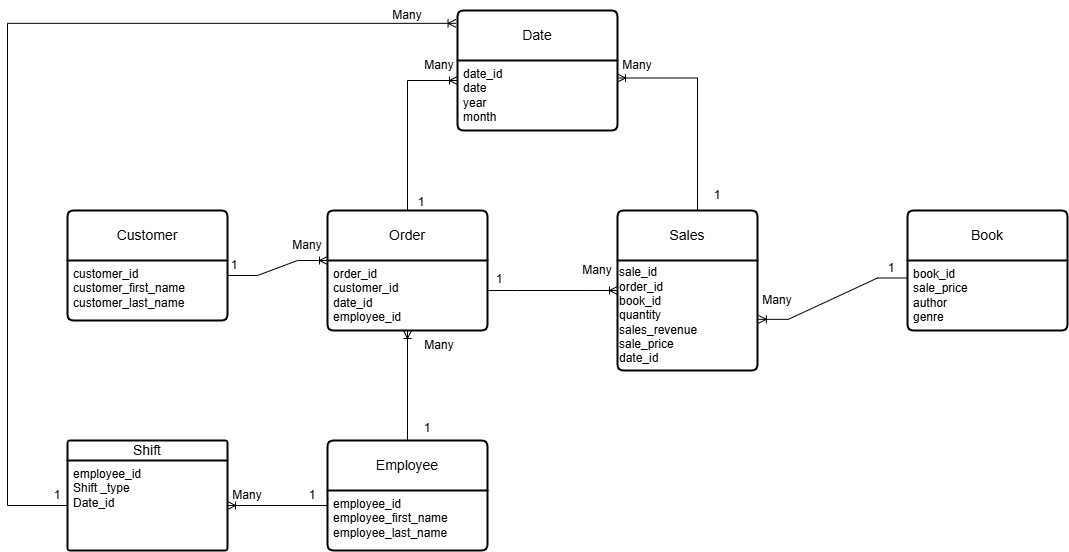 Many
Date
Many
Many
date_id
date
year
month
1
1
Customer
customer_id
customer_first_name
customer_last_name
1
Many
Order
order_id
customer_id
date_id
employee_id
1
Many
Sales
sale_id
order_id
book_id
quantity
sales_revenue
sale_price
date_id
Many
1
Book
book_id
sale_price
author
genre
Many
1
Shift
employee_id
Shift _type
Date_id
1
Many
1
Employee
employee_id
employee_first_name
employee_last_name